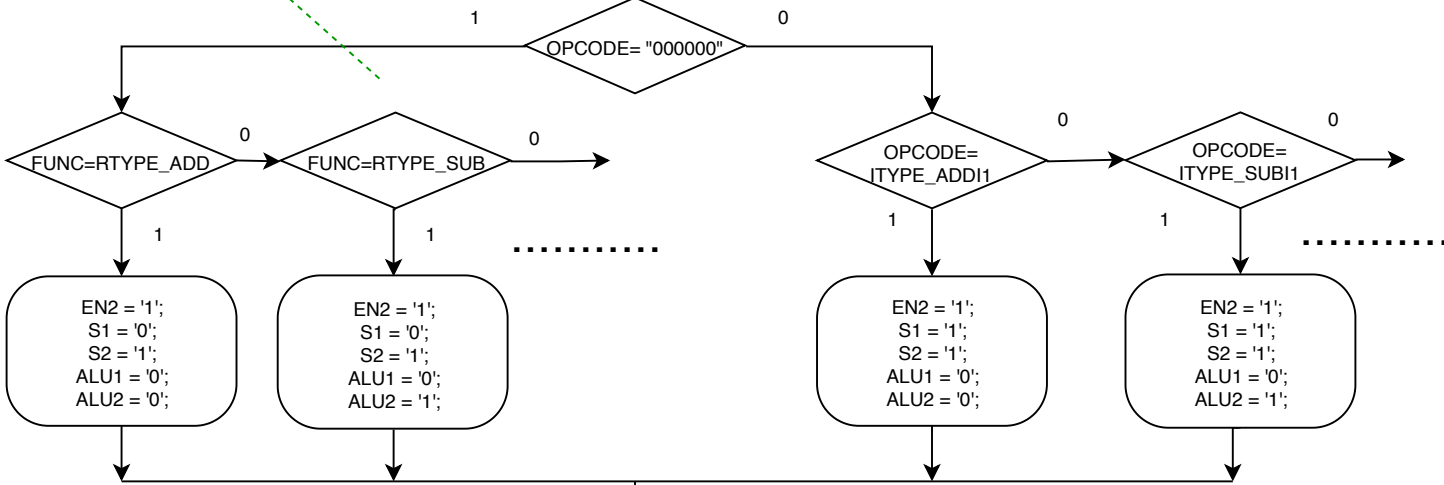 1
0
OPCODE= "000000"
FUNC=RTYPE_ADD
0
FUNC=RTYPE_SUB
0
OPCODE=
ITYPE_ADDI1
0
OPCODE=
ITYPE_SUBI1
0
1
1
1
1
EN2 = '1';
S1 = '0';
S2 = '1';
ALU1 = '0';
ALU2 = '0';
EN2 = '1';
S1 = '0';
S2 = '1';
ALU1 = '0';
ALU2 = '1';
EN2 = '1';
S1 = '1';
S2 = '1';
ALU1 = '0';
ALU2 = '0';
EN2 = '1';
S1 = '1';
S2 = '1';
ALU1 = '0';
ALU2 = '1';